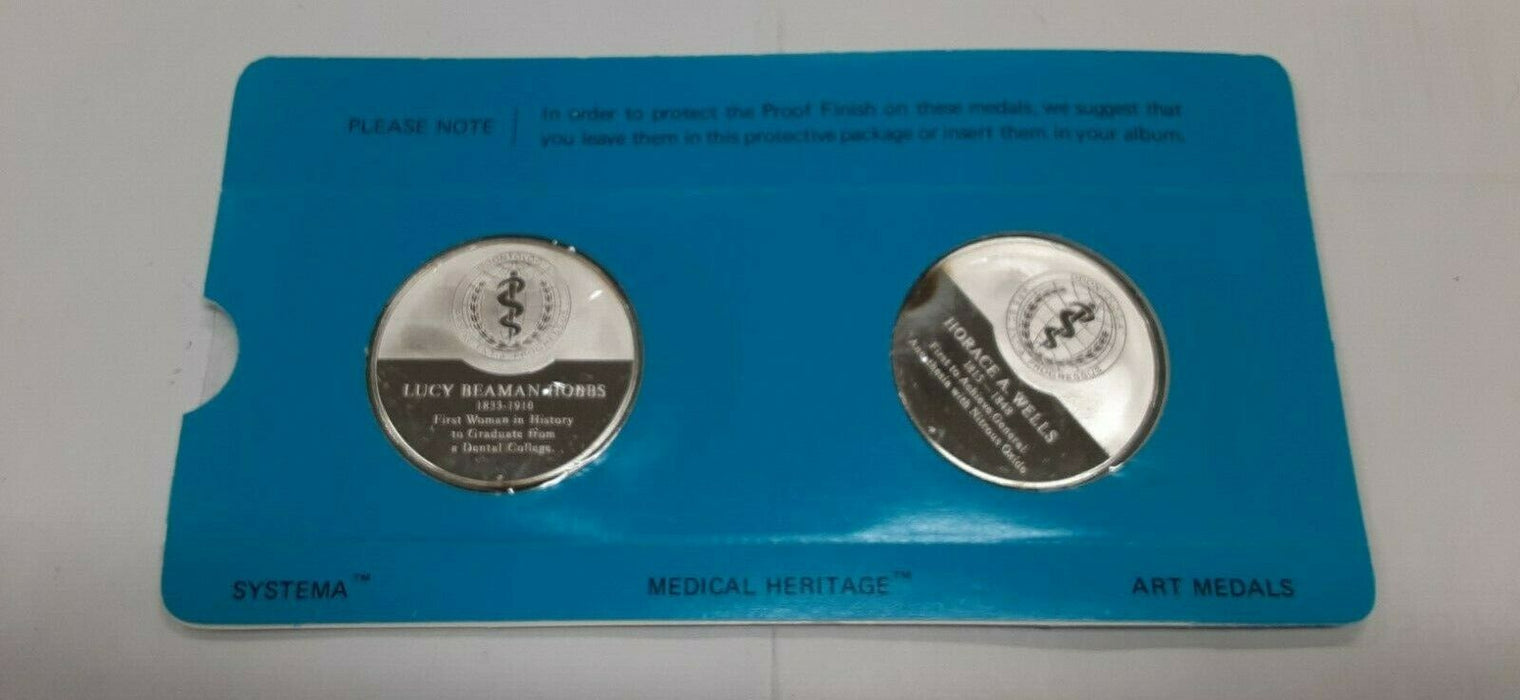 PLEASE NOTE
In order to protect the Proof Finish on these medals, we suggest that
you leave them in this protective package or insert them in your album.
LUCY BEAMAN HOBBS
1833-1910
First Woman in History
to Graduate from
a Dental College.
HORACE A. WELLS
1815-1848
First to Achieve General
Anesthesia with Nitrous Oxide
SYSTEMA™
MEDICAL HERITAGE™
ART MEDALS